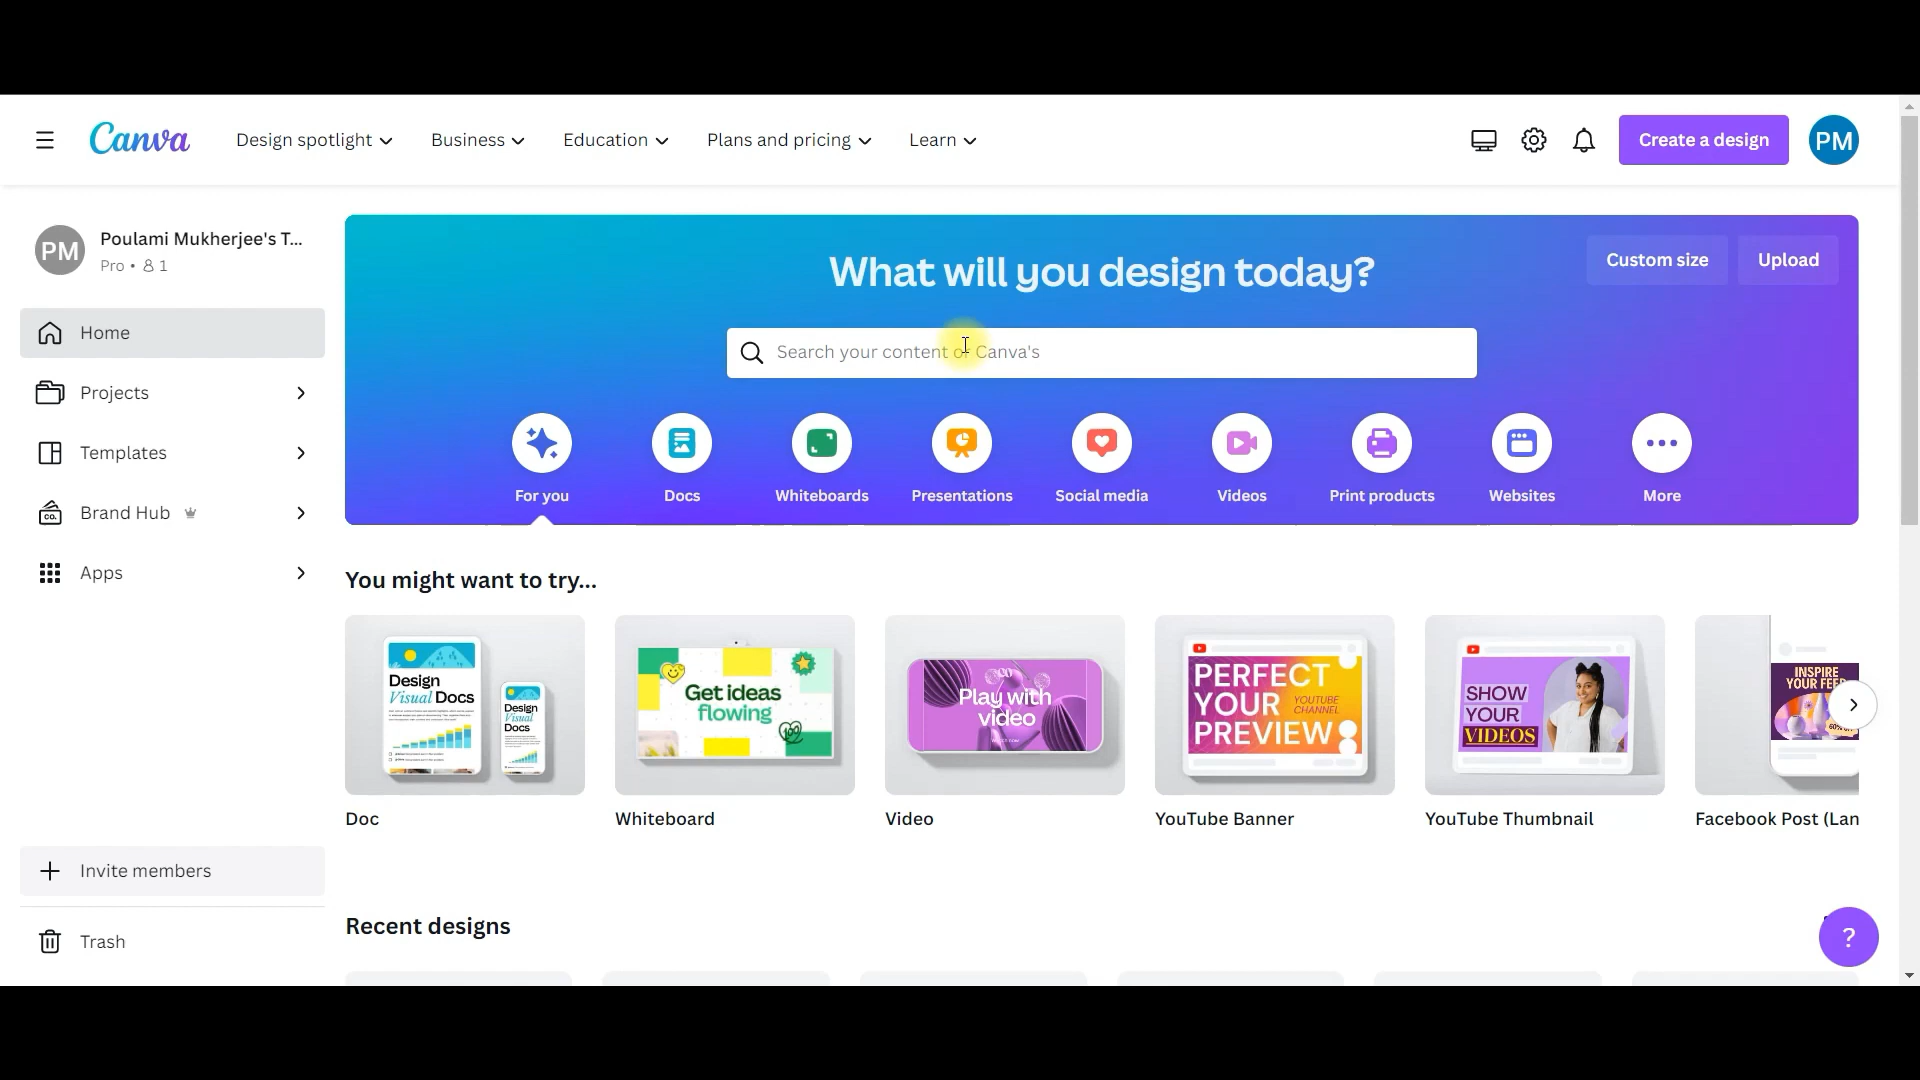 Canva
Design spotlight
Business
Education
Plans and pricing
Learn
Create a design
PM
PM
Poulami Mukherjee's T...
Pro • 1
Home
Projects
Templates
CO.
Brand Hub
Apps
Invite members
Trash
What will you design today?
Custom size
Upload
Search your content or Canva's
For you
Docs
Whiteboards
Presentations
Social media
Videos
Print products
Websites
More
You might want to try...
Design
Visual Docs
Design
Visual
Docs
Get ideas
flowing
100
Play with
video
PERFECT
YOUR
PREVIEW
YOUTUBE
CHANNEL
SHOW
YOUR
VIDEOS
INSPIRE
YOUR FEED
Doc
Whiteboard
Video
YouTube Banner
YouTube Thumbnail
Facebook Post (Lan
Recent designs
?